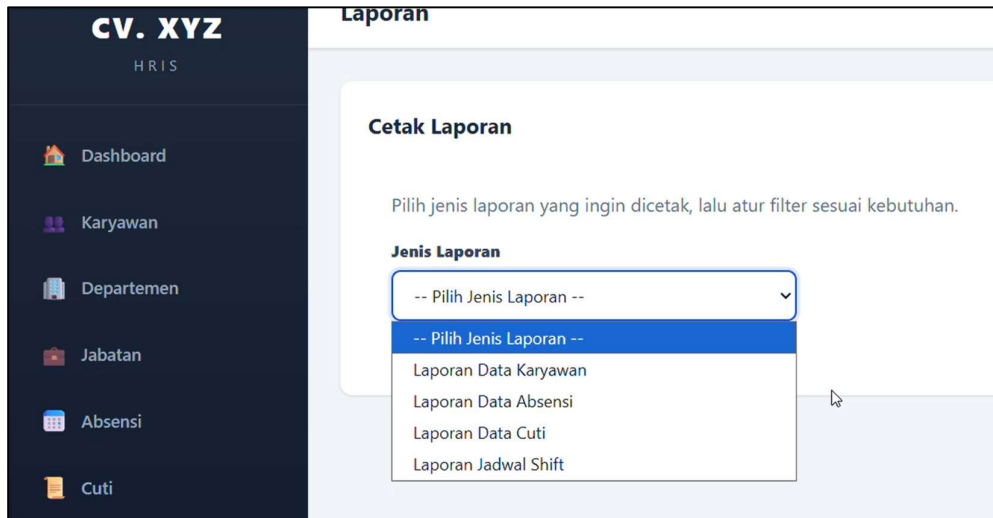 CV. XYZ
HRIS
Dashboard
Karyawan
Departemen
Jabatan
Absensi
Cuti
Laporan
Cetak Laporan
Pilih jenis laporan yang ingin dicetak, lalu atur filter sesuai kebutuhan.
Jenis Laporan
-- Pilih Jenis Laporan --
-- Pilih Jenis Laporan --
Laporan Data Karyawan
Laporan Data Absensi
Laporan Data Cuti
Laporan Jadwal Shift